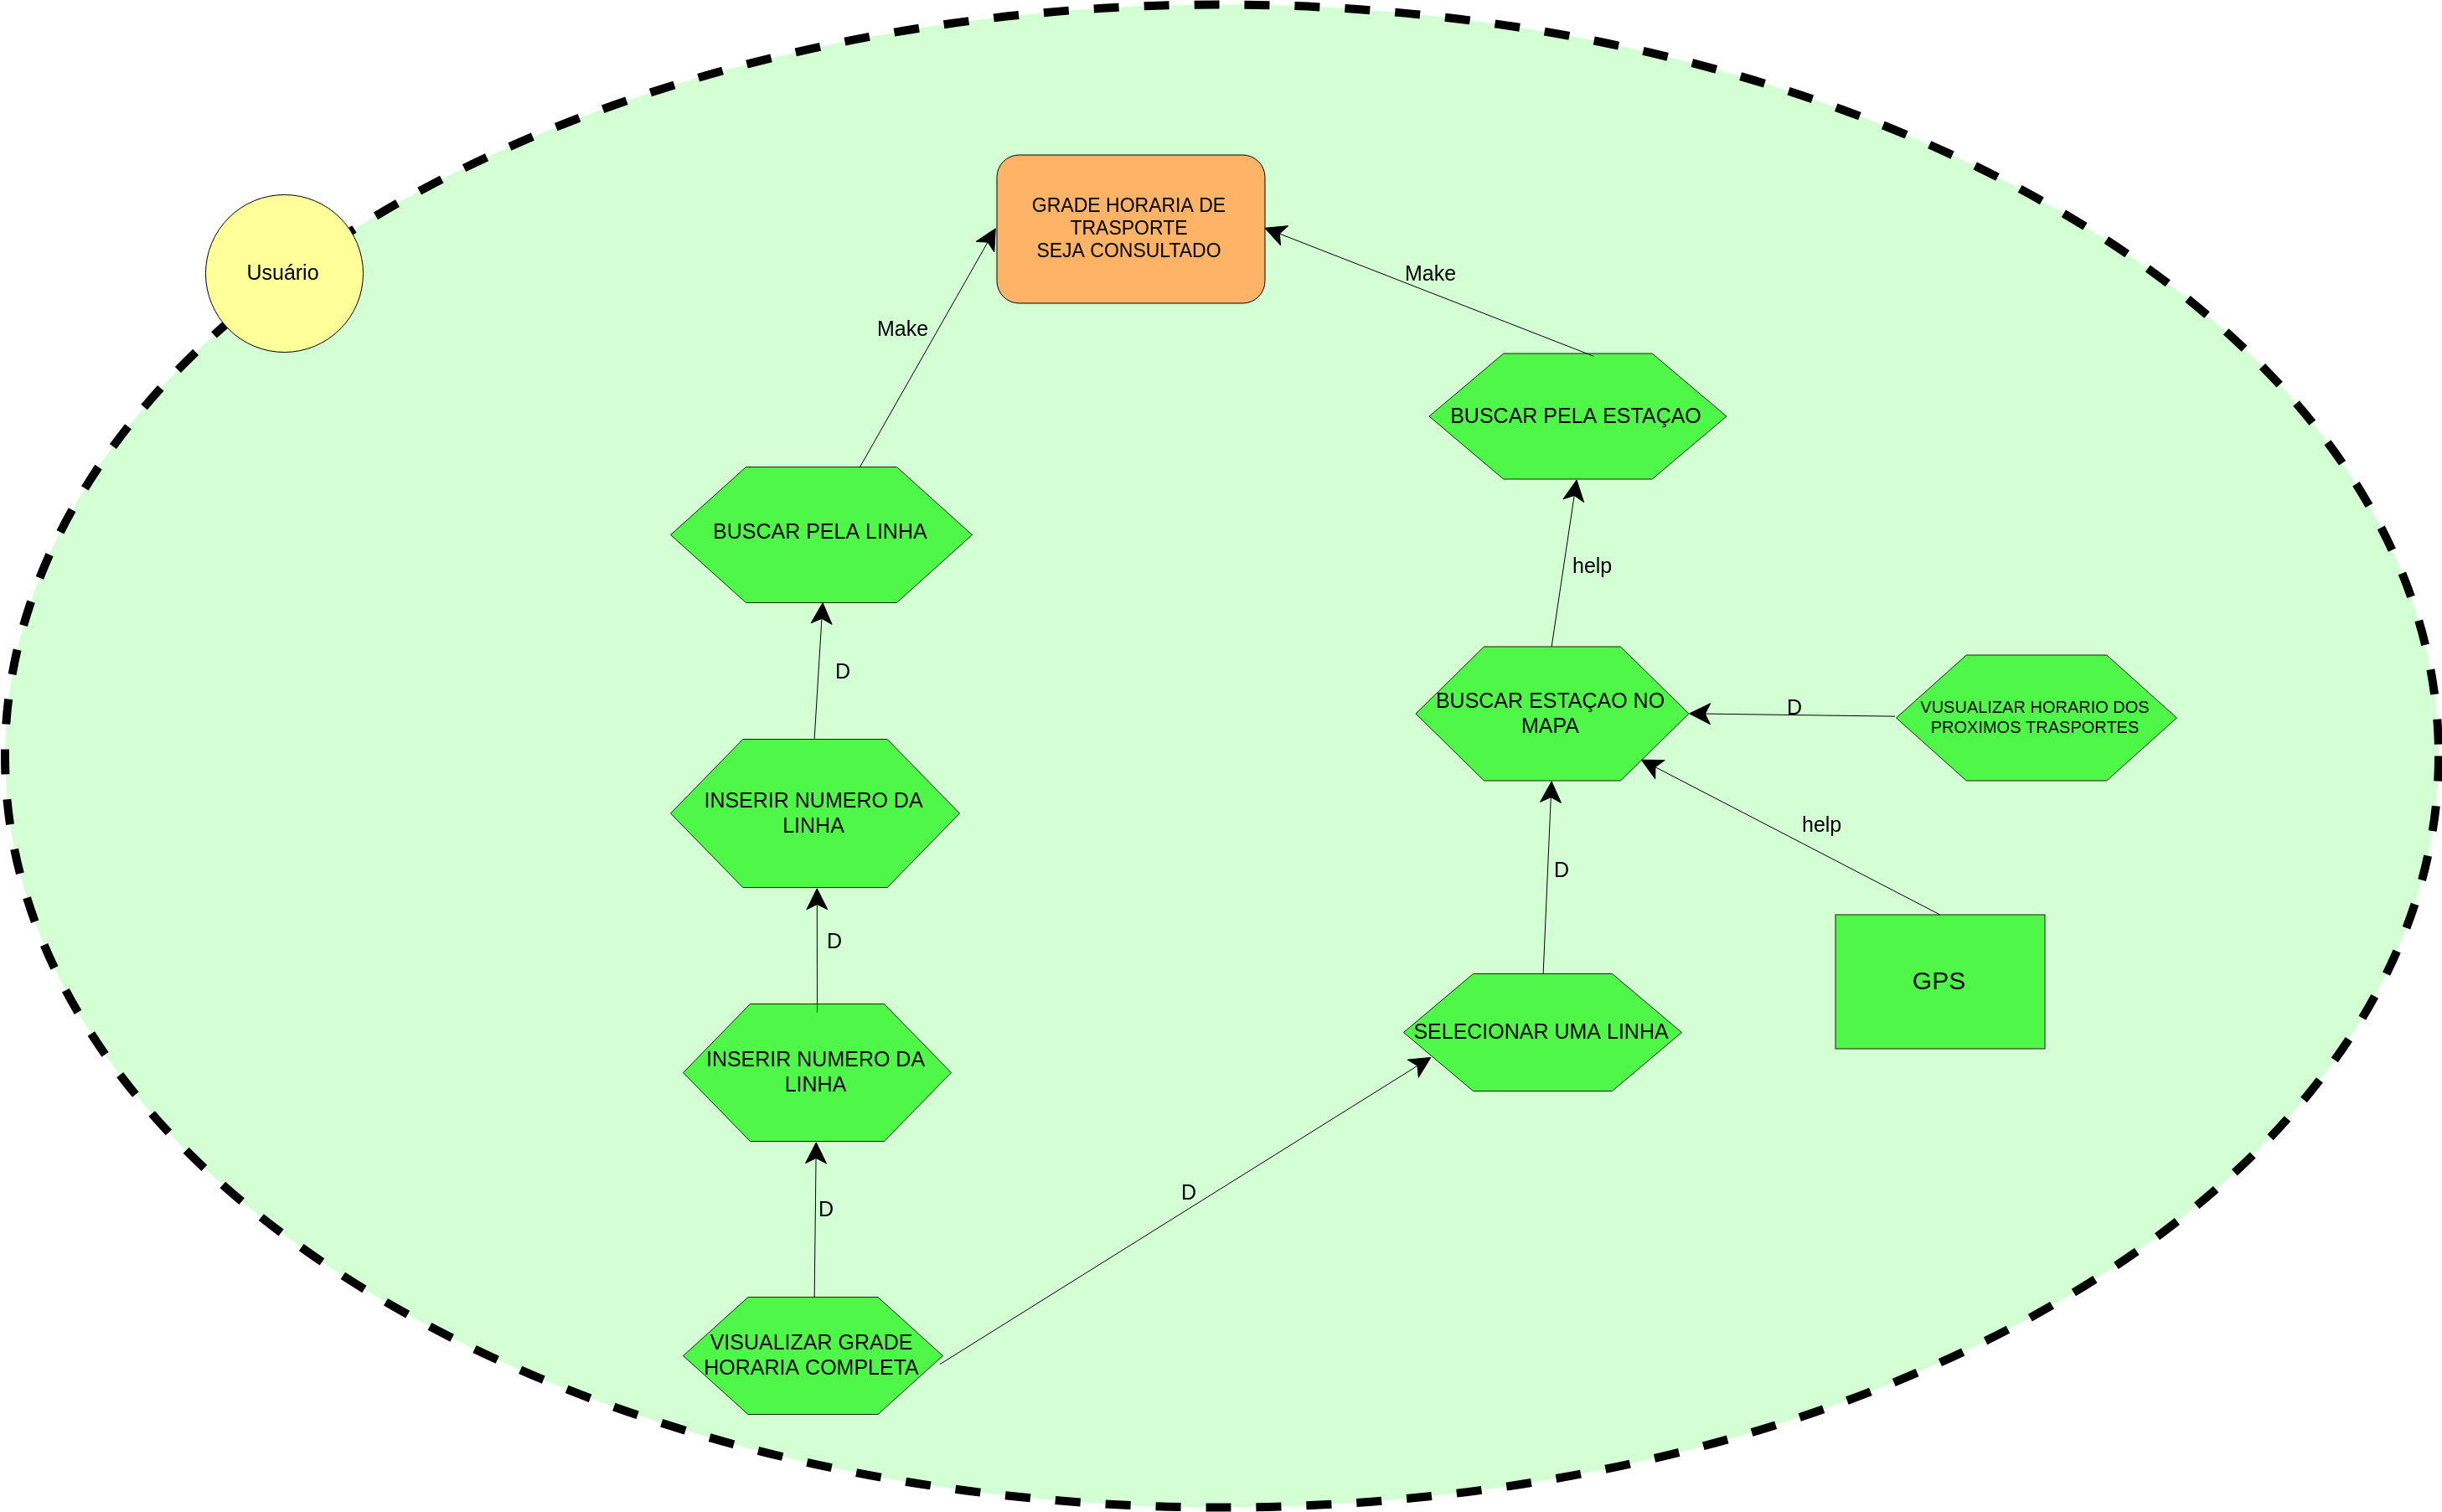 GRADE HORARIA DE
TRASPORTE
SEJA CONSULTADO
Usuário
Make
Make
BUSCAR PELA ESTAÇAO
BUSCAR PELA LINHA
help
D
BUSCAR ESTAÇAO NO
MAPA
D
VUSUALIZAR HORARIO DOS
PROXIMOS TRASPORTES
INSERIR NUMERO DA
LINHA
help
D
D
GPS
SELECIONAR UMA LINHA
INSERIR NUMERO DA
LINHA
D
D
VISUALIZAR GRADE
HORARIA COMPLETA